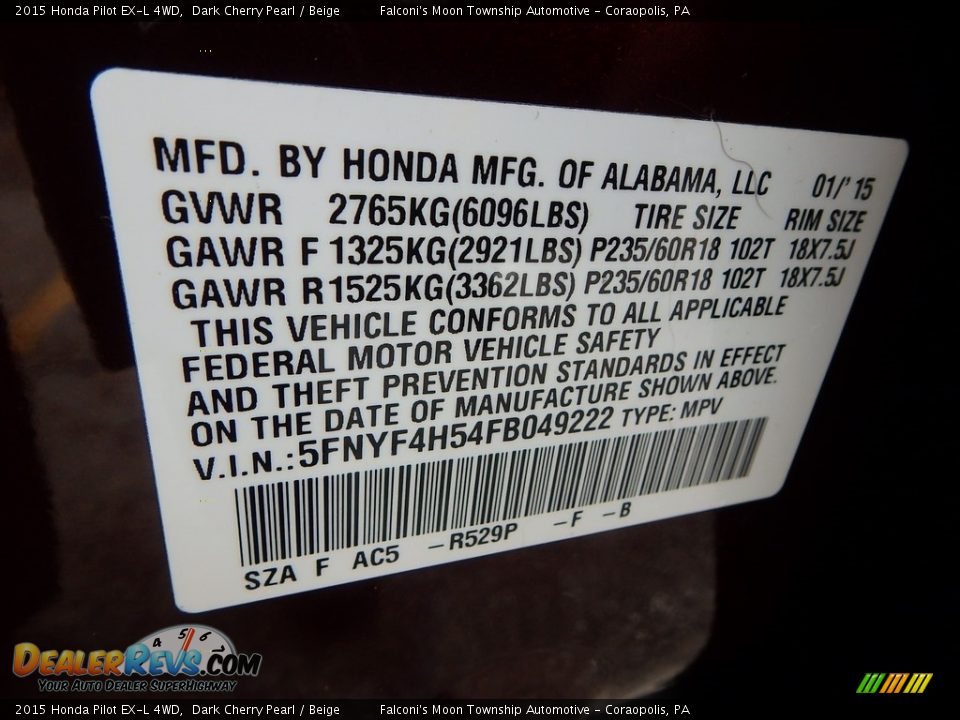 2015 Honda Pilot EX-L 4WD, Dark Cherry Pearl / Beige Falconi's Moon Township Automotive - Coraopolis, PA
MFD. BY HONDA MFG. OF ALABAMA, LLC 01/'15
GVWR 2765KG(6096LBS) TIRE SIZE RIM SIZE
GAWR F 1325KG(2921LBS) P235/60R18 102T 18X7.5J
GAWR R1525KG(3362LBS) P235/60R18 102T 18X7.5J
THIS VEHICLE CONFORMS TO ALL APPLICABLE
FEDERAL MOTOR VEHICLE SAFETY
AND THEFT PREVENTION STANDARDS IN EFFECT
ON THE DATE OF MANUFACTURE SHOWN ABOVE.
V.I.N.:5FNYF4H54FB049222 TYPE: MPV
SZA F AC5 -R529P -F -B
4 5 6
DEALERREVS.COM
Your Auto Dealer SuperHighway
2015 Honda Pilot EX-L 4WD, Dark Cherry Pearl / Beige Falconi's Moon Township Automotive - Coraopolis, PA